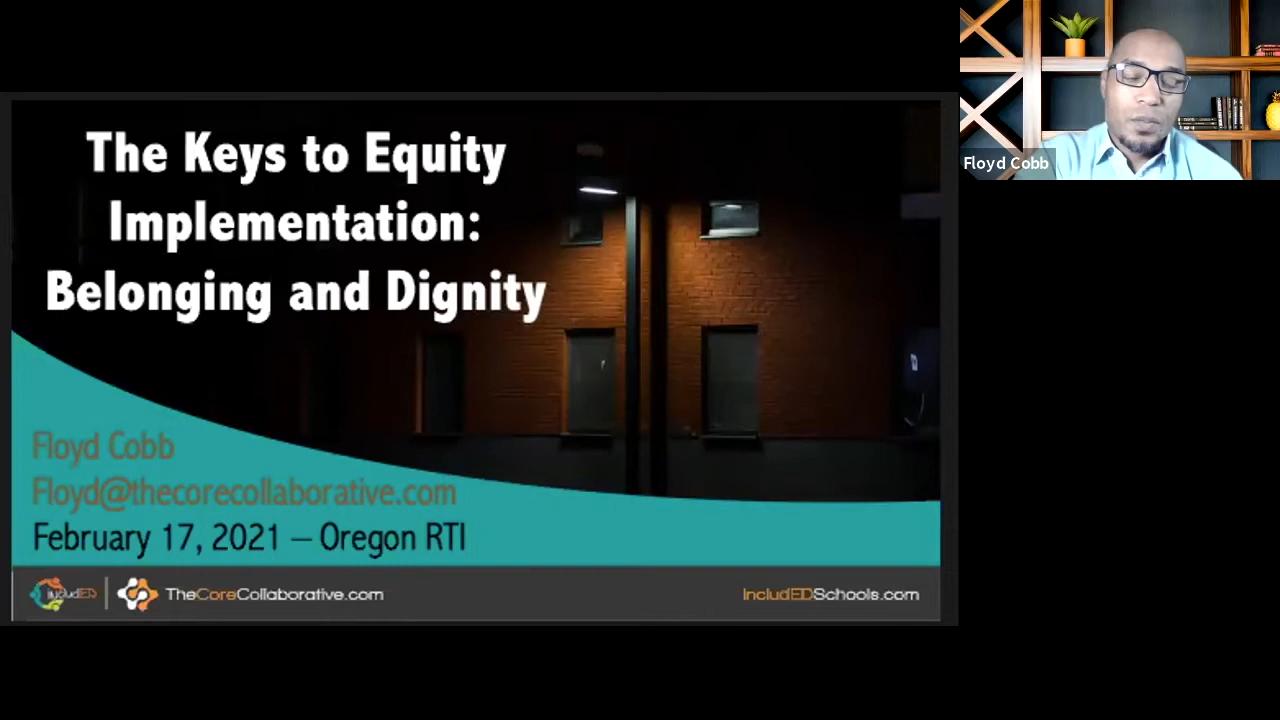 The Keys to Equity
Implementation:
Belonging and Dignity
Floyd Cobb
Floyd@thecorecollaborative.com
February 17, 2021 – Oregon RTI
IncludED
TheCoreCollaborative.com
IncludEDSchools.com
Floyd Cobb